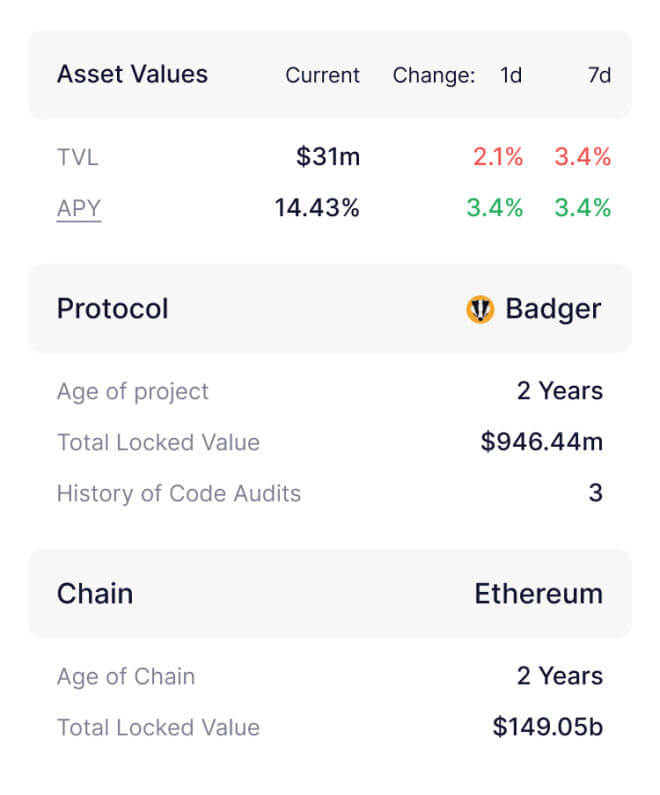 Asset Values Current Change: 1d 7d
TVL $31m 2.1% 3.4%
APY 14.43% 3.4% 3.4%
Protocol Badger
Age of project 2 Years
Total Locked Value $946.44m
History of Code Audits 3
Chain Ethereum
Age of Chain 2 Years
Total Locked Value $149.05b